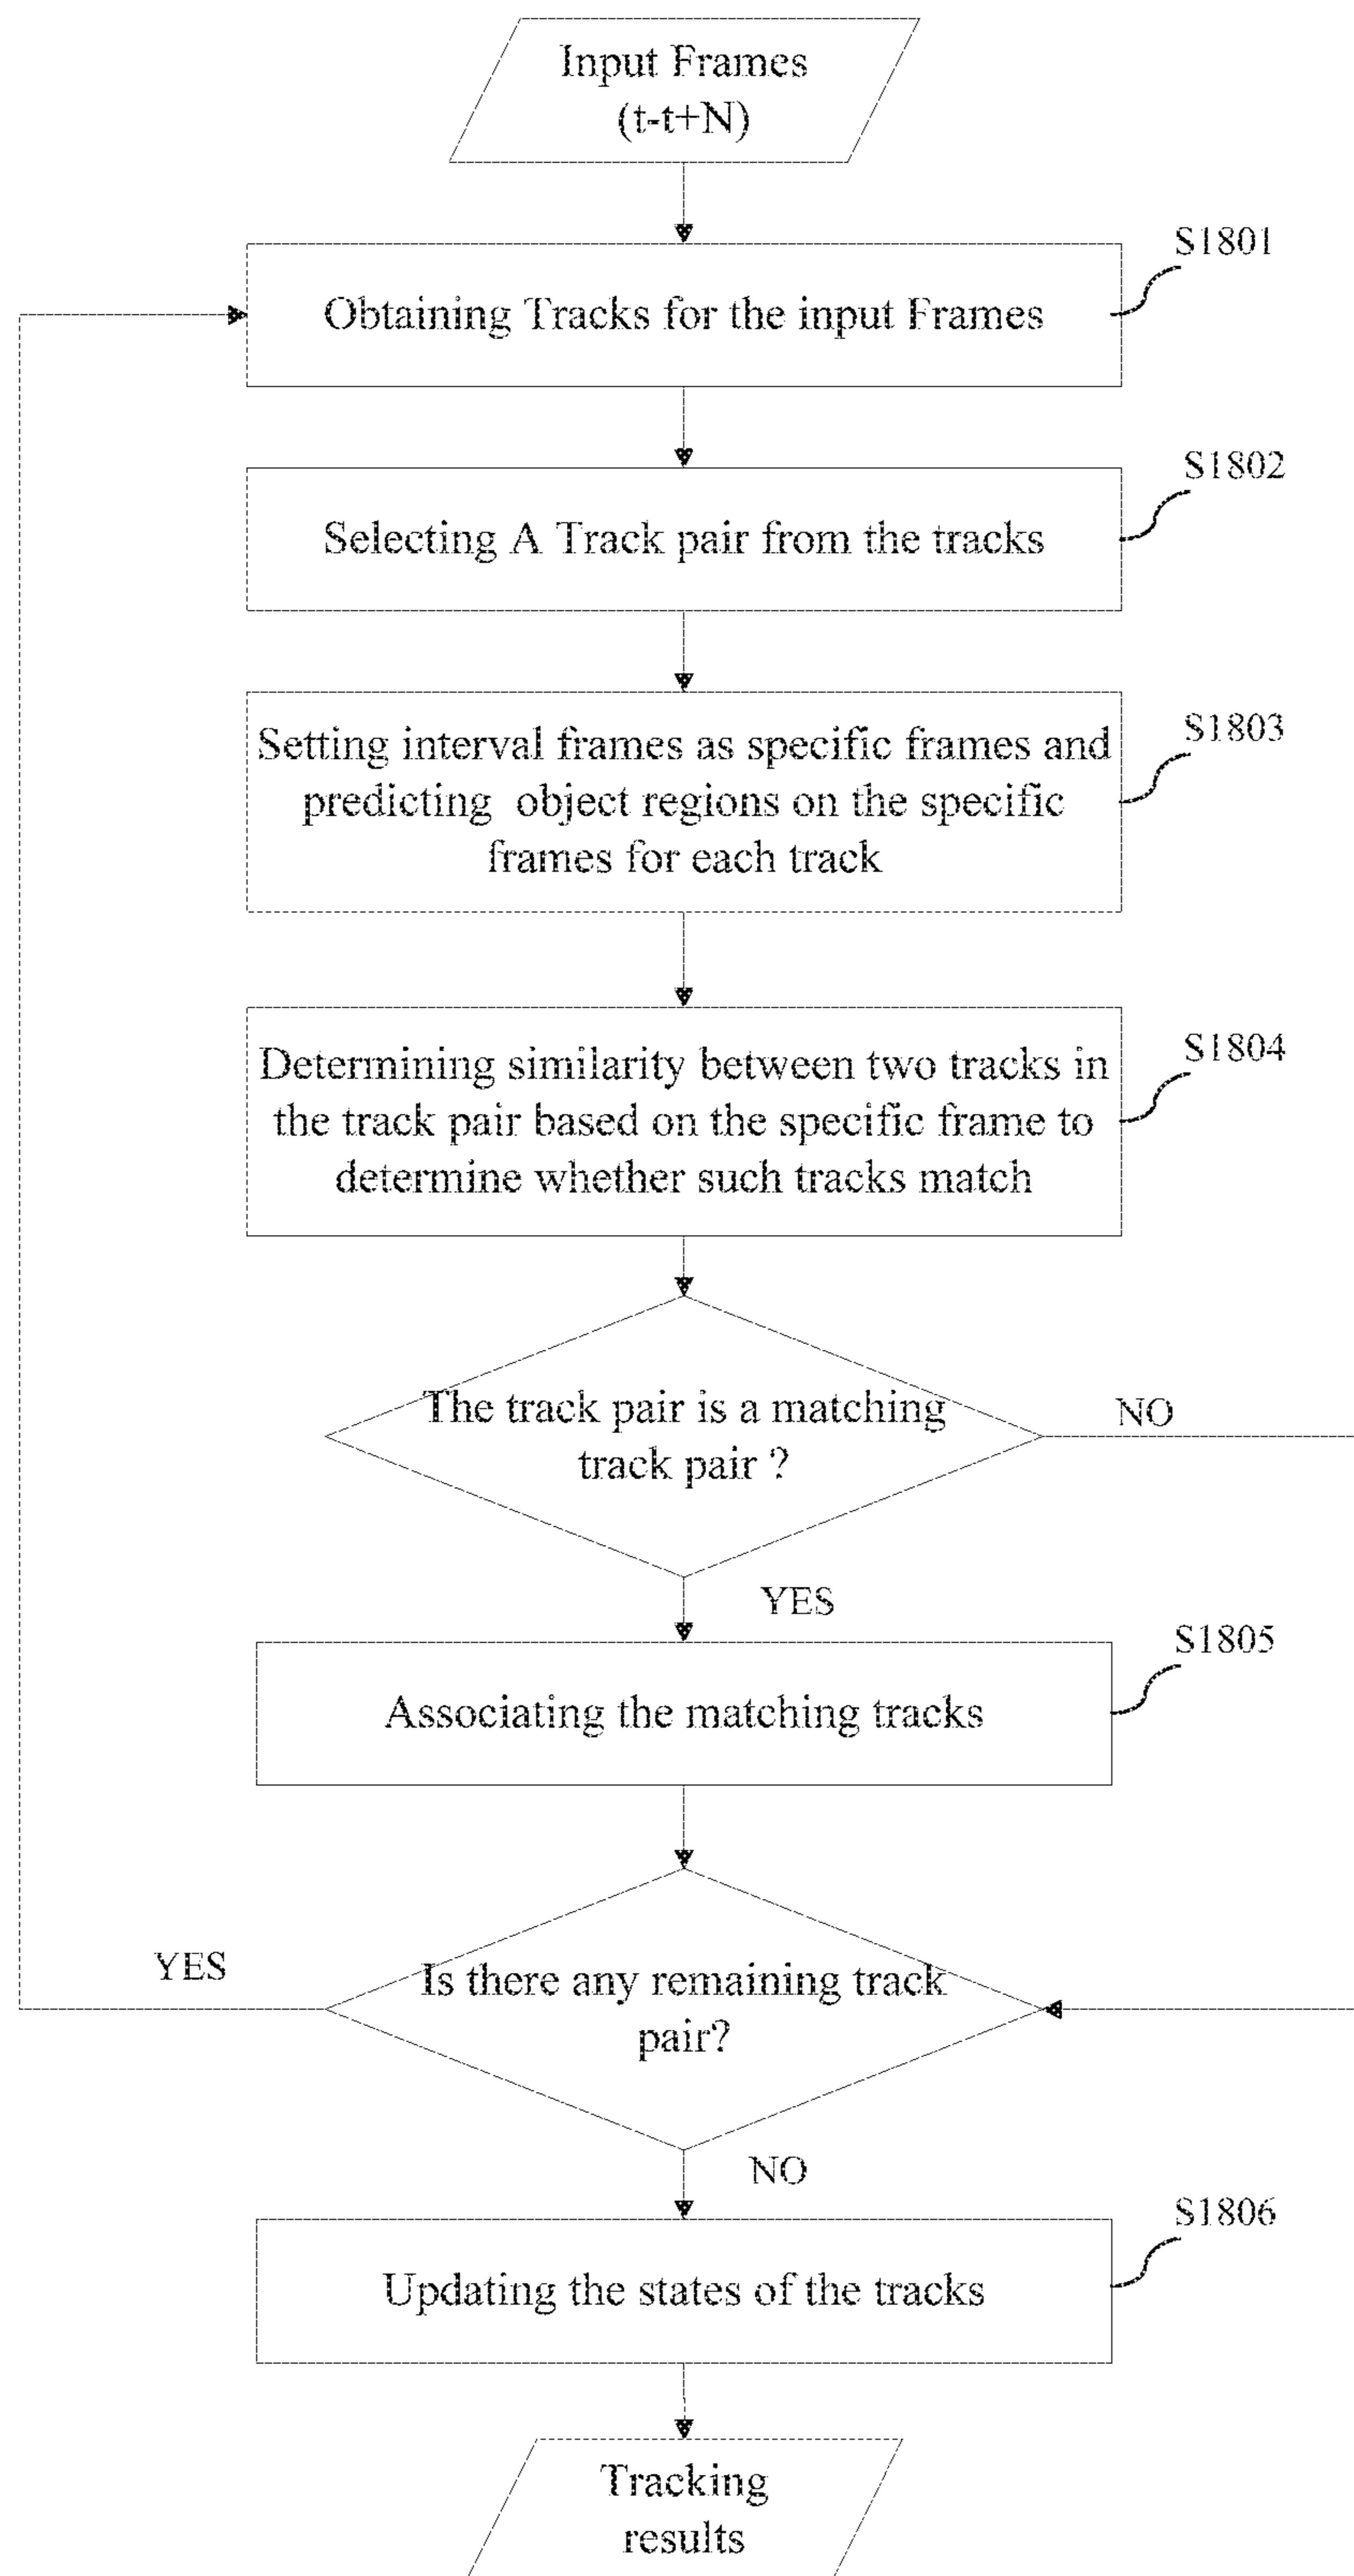 Input Frames
(t-t+N)
S1801
Obtaining Tracks for the input Frames
S1802
Selecting A Track pair from the tracks
S1803
Setting interval frames as specific frames and
predicting object regions on the specific
frames for each track
S1804
Determining similarity between two tracks in
the track pair based on the specific frame to
determine whether such tracks match
The track pair is a matching
track pair ?
NO
YES
S1805
Associating the matching tracks
YES
Is there any remaining track
pair?
NO
S1806
Updating the states of the tracks
Tracking
results